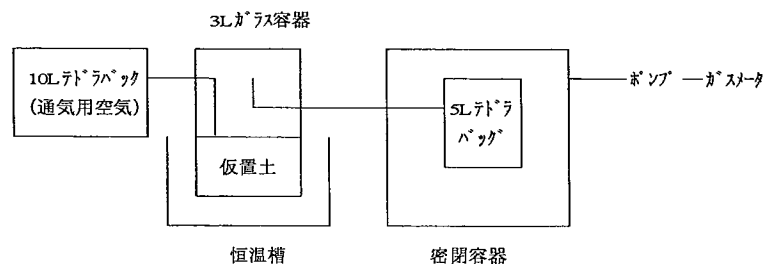 3Lｶﾞﾗｽ容器
10Lﾃﾄﾞﾗﾊﾞｯｸ
(通気用空気)
仮置土
恒温槽
5Lﾃﾄﾞﾗ
ﾊﾞｯｸﾞ
密閉容器
ﾎﾟﾝﾌﾟ
ｶﾞｽﾒｰﾀ